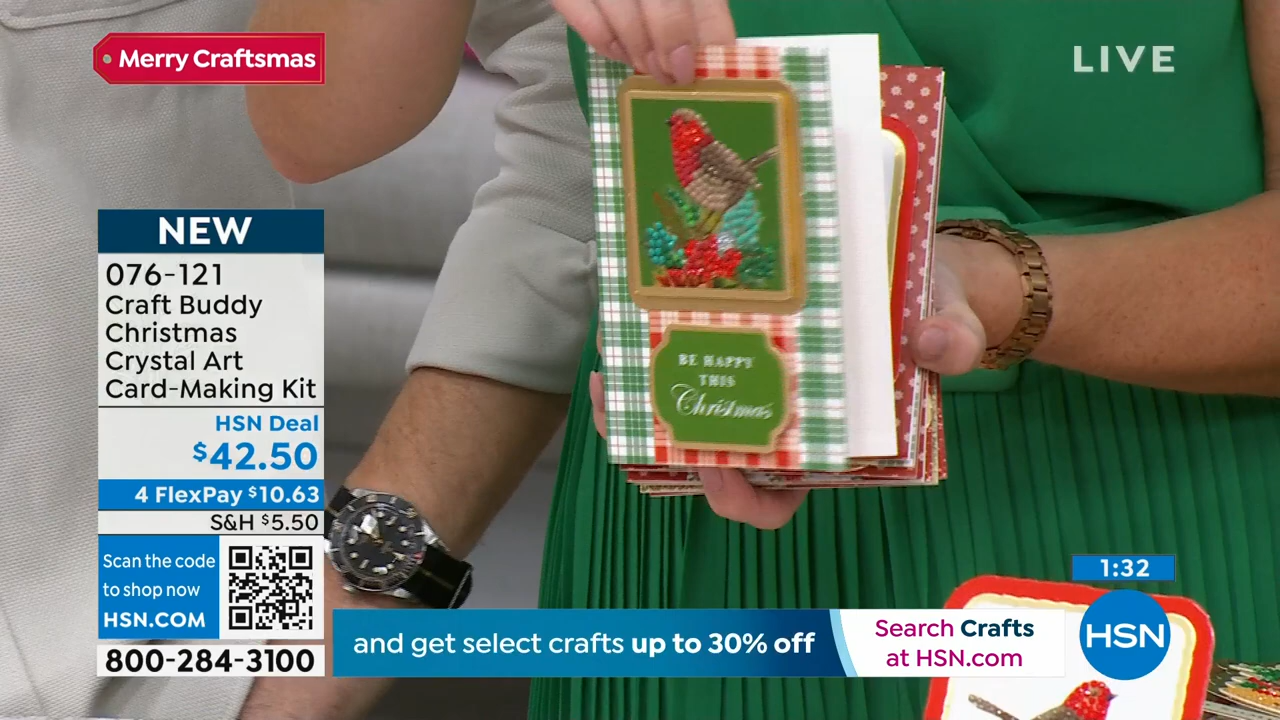 Merry Craftsmas
LIVE
NEW
076-121
Craft Buddy
Christmas
Crystal Art
Card-Making Kit
HSN Deal
$42.50
4 FlexPay $10.63
S&H $5.50
Scan the code
to shop now
HSN.COM
800-284-3100
BE HAPPY
THIS
Christmas
1:32
and get select crafts up to 30% off
Search Crafts
at HSN.com
HSN